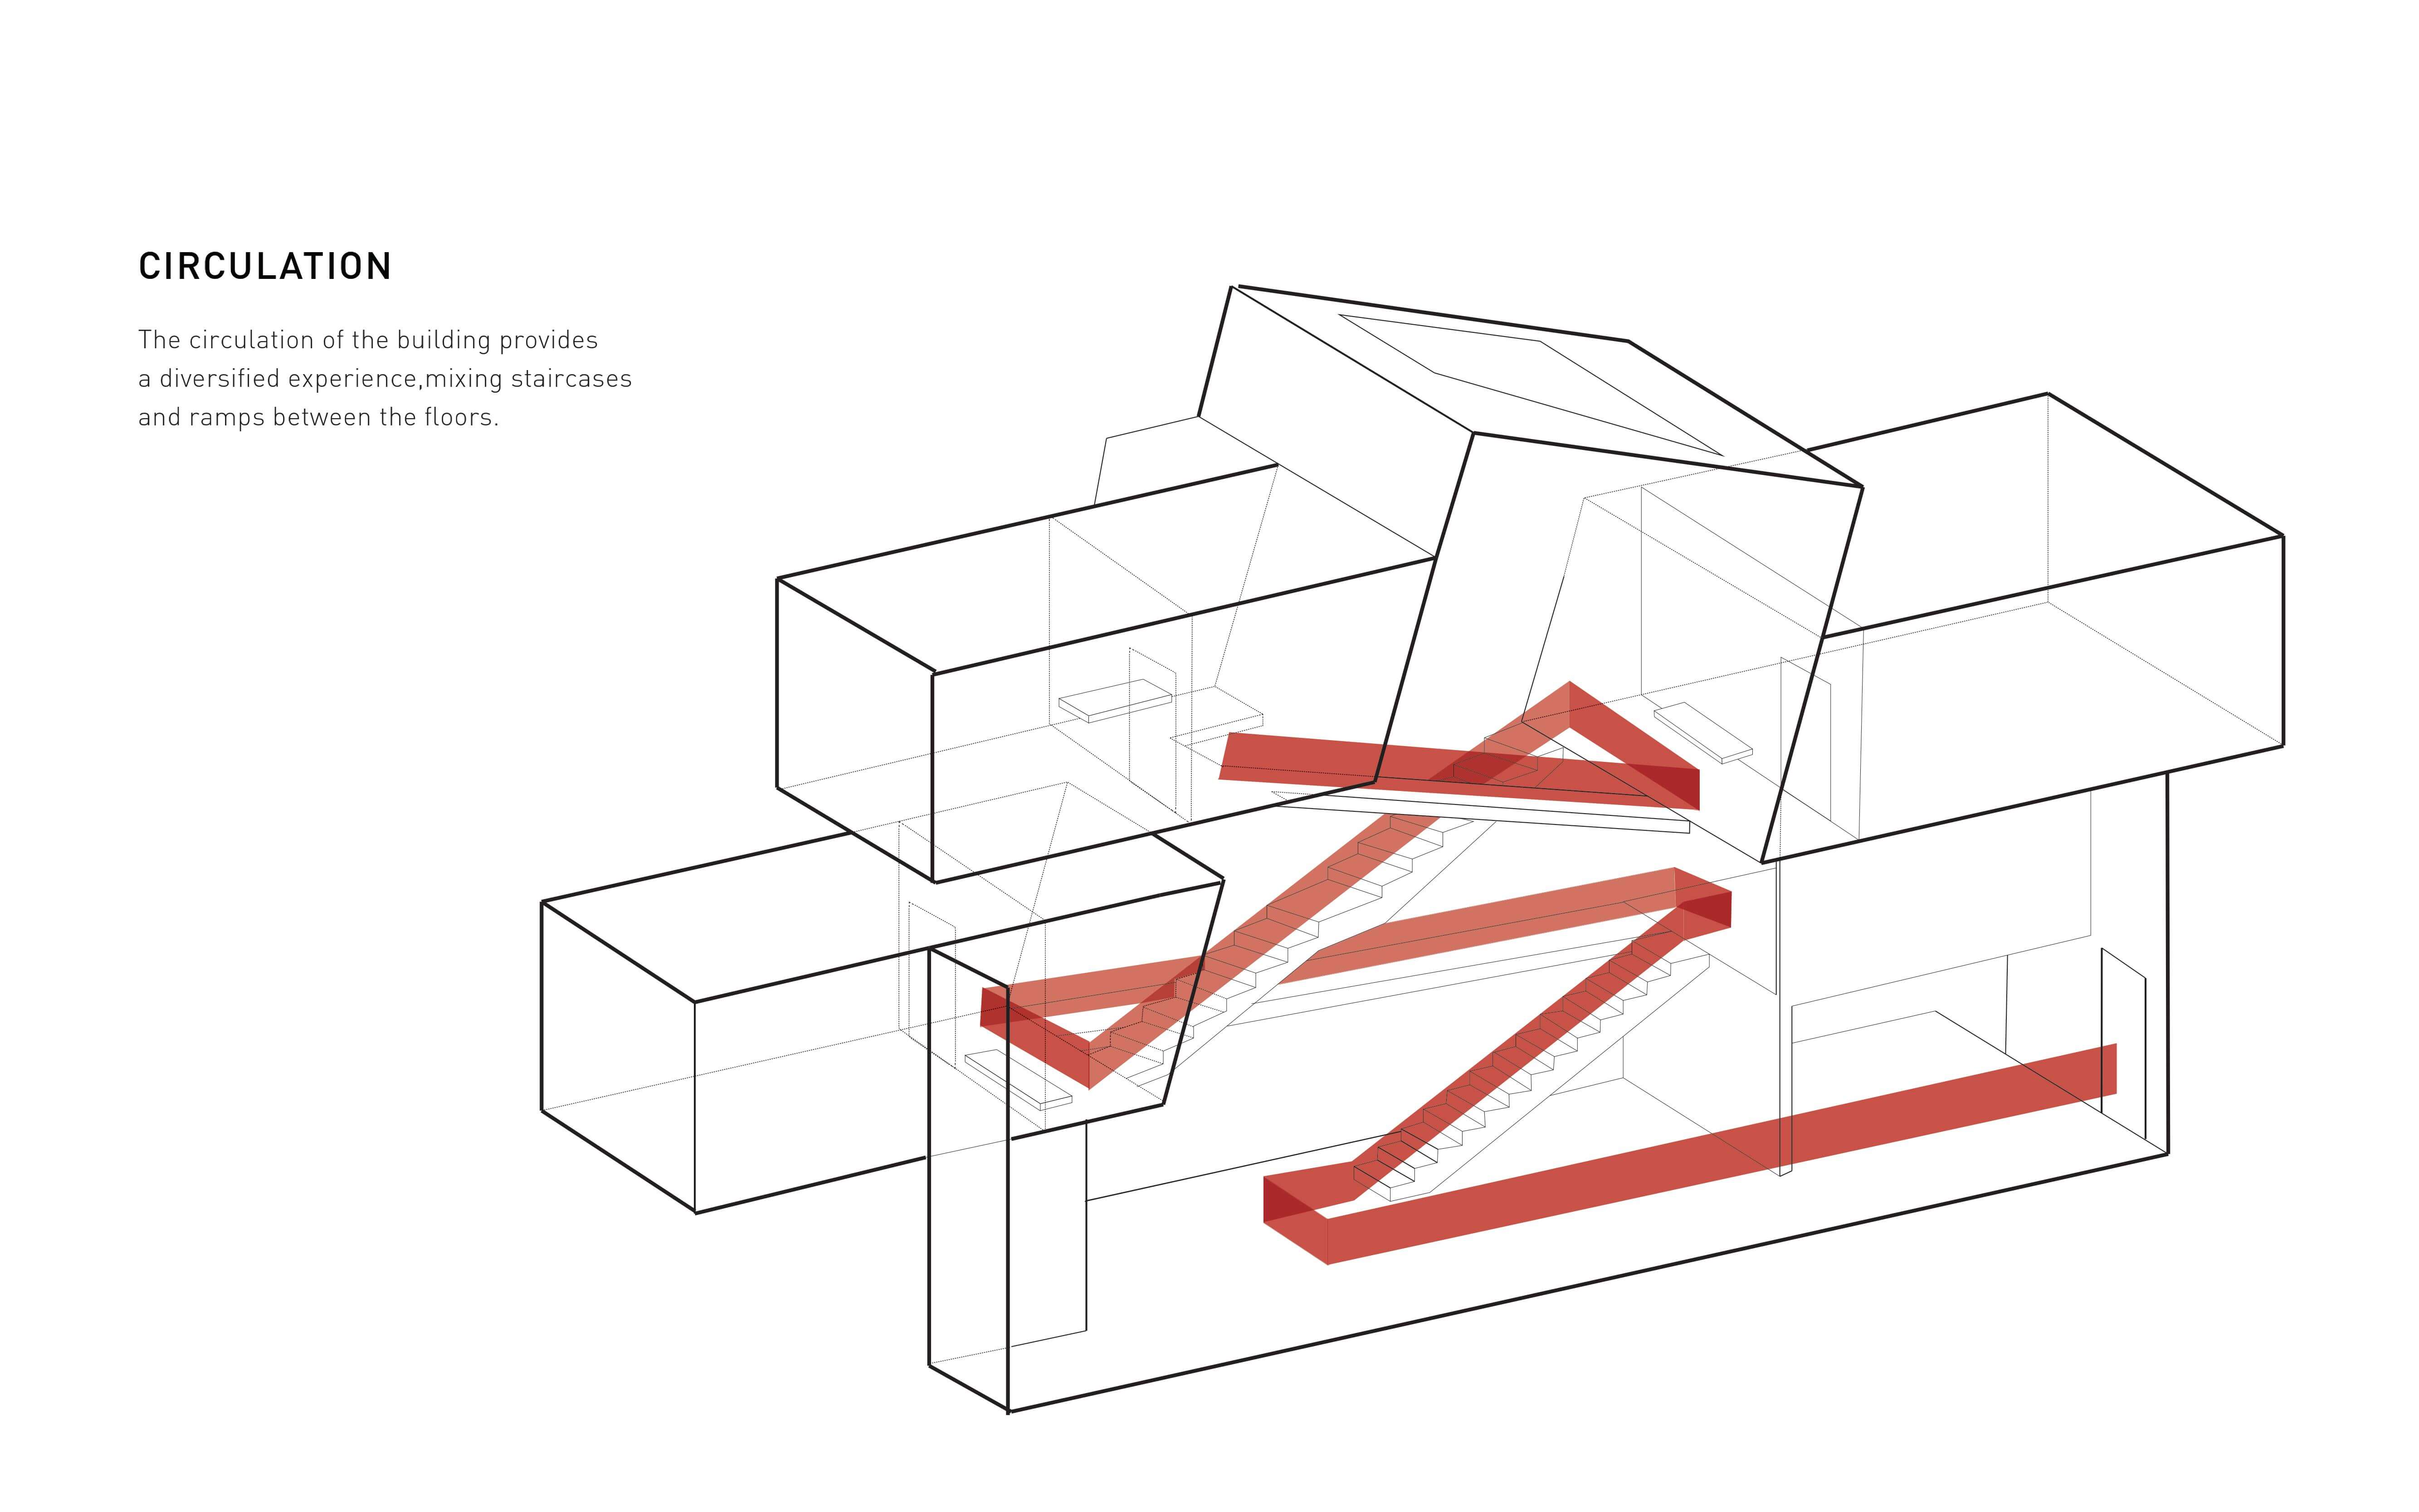 CIRCULATION
The circulation of the building provides
a diversified experience,mixing staircases
and ramps between the floors.